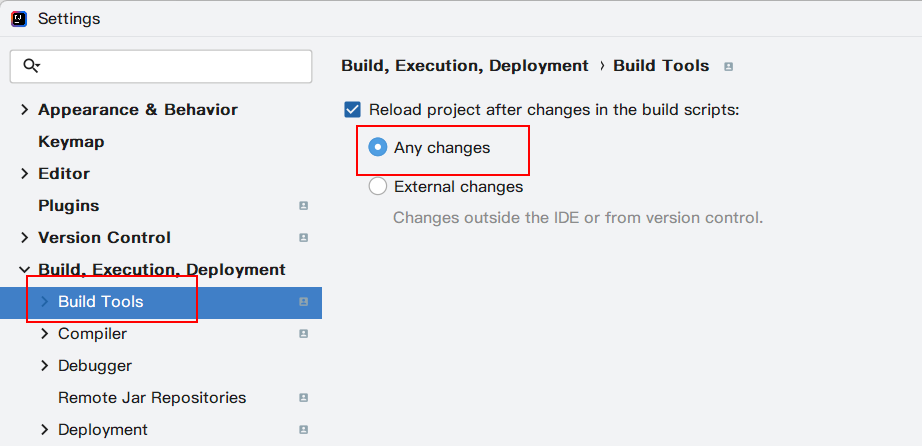 Settings
Appearance & Behavior
Keymap
Editor
Plugins
Version Control
Build, Execution, Deployment
Build Tools
Compiler
Debugger
Remote Jar Repositories
Deployment
Build, Execution, Deployment › Build Tools
Reload project after changes in the build scripts:
Any changes
External changes
Changes outside the IDE or from version control.